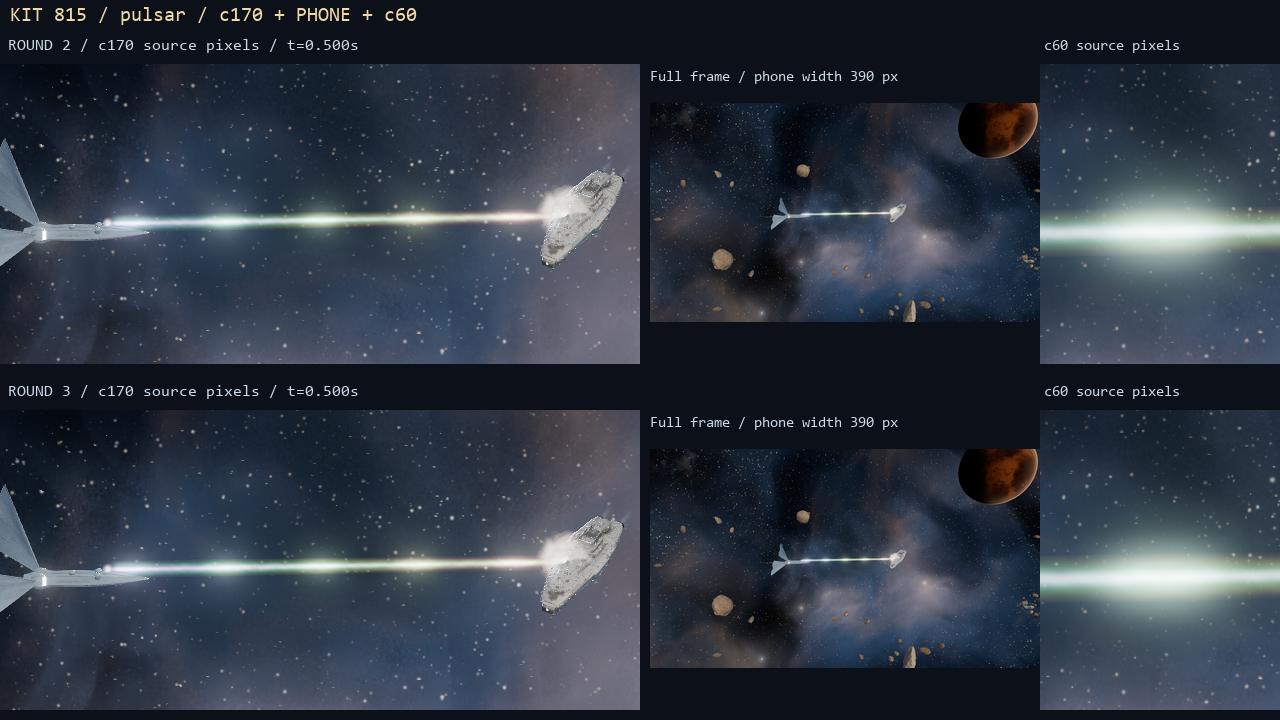 KIT 815 / pulsar / c170 + PHONE + c60
ROUND 2 / c170 source pixels / t=0.500s
c60 source pixels
Full frame / phone width 390 px
ROUND 3 / c170 source pixels / t=0.500s
c60 source pixels
Full frame / phone width 390 px